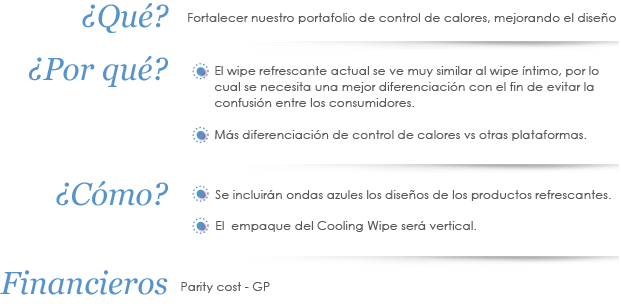 ¿Qué? Fortalecer nuestro portafolio de control de calores, mejorando el diseño
¿Por qué? El wipe refrescante actual se ve muy similar al wipe íntimo, por lo
cual se necesita una mejor diferenciación con el fin de evitar la
confusión entre los consumidores.
Más diferenciación de control de calores vs otras plataformas.
¿Cómo? Se incluirán ondas azules los diseños de los productos refrescantes.
El empaque del Cooling Wipe será vertical.
Financieros Parity cost - GP